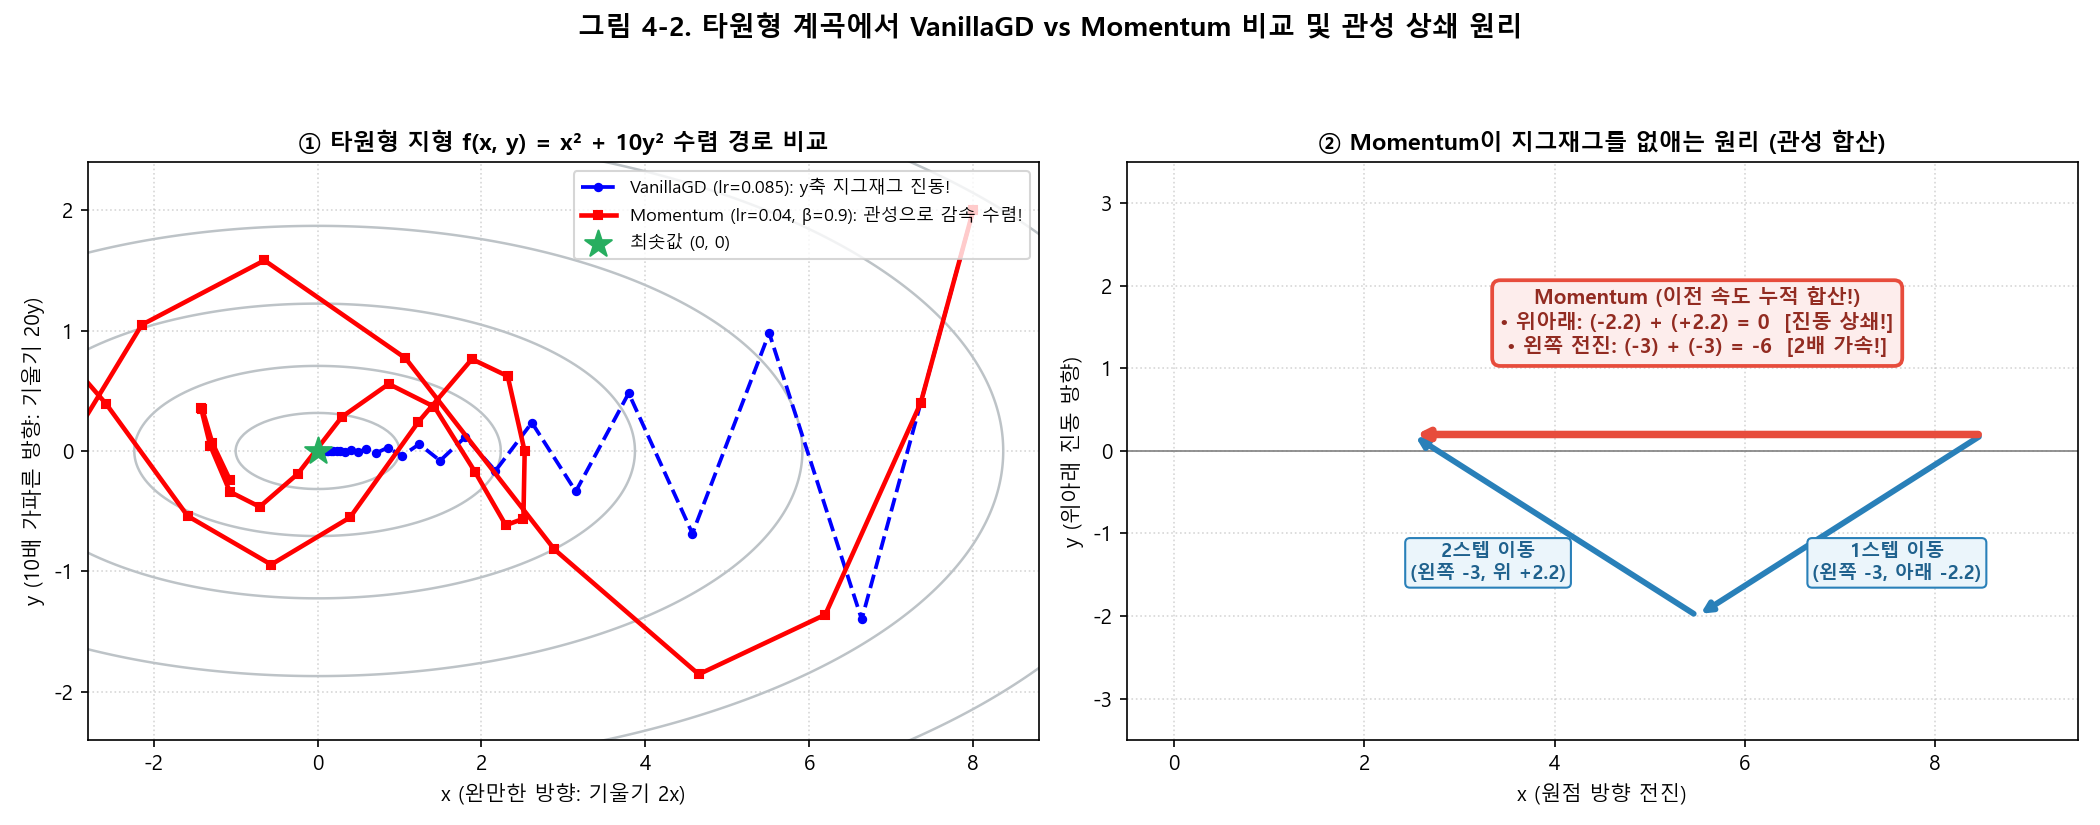 그림 4-2. 타원형 계곡에서 VanillaGD vs Momentum 비교 및 관성 상쇄 원리
① 타원형 지형 f(x, y) = x² + 10y² 수렴 경로 비교
VanillaGD (lr=0.085): y축 지그재그 진동!
Momentum (lr=0.04, β=0.9): 관성으로 감속 수렴!
최솟값 (0, 0)
y (10배 가파른 방향: 기울기 20y)
2
1
0
-1
-2
-2
0
2
4
6
8
x (완만한 방향: 기울기 2x)
② Momentum이 지그재그를 없애는 원리 (관성 합산)
Momentum (이전 속도 누적 합산!)
• 위아래: (-2.2) + (+2.2) = 0 [진동 상쇄!]
• 왼쪽 전진: (-3) + (-3) = -6 [2배 가속!]
2스텝 이동
(왼쪽 -3, 위 +2.2)
1스텝 이동
(왼쪽 -3, 아래 -2.2)
y (위아래 진동 방향)
3
2
1
0
-1
-2
-3
0
2
4
6
8
x (원점 방향 전진)